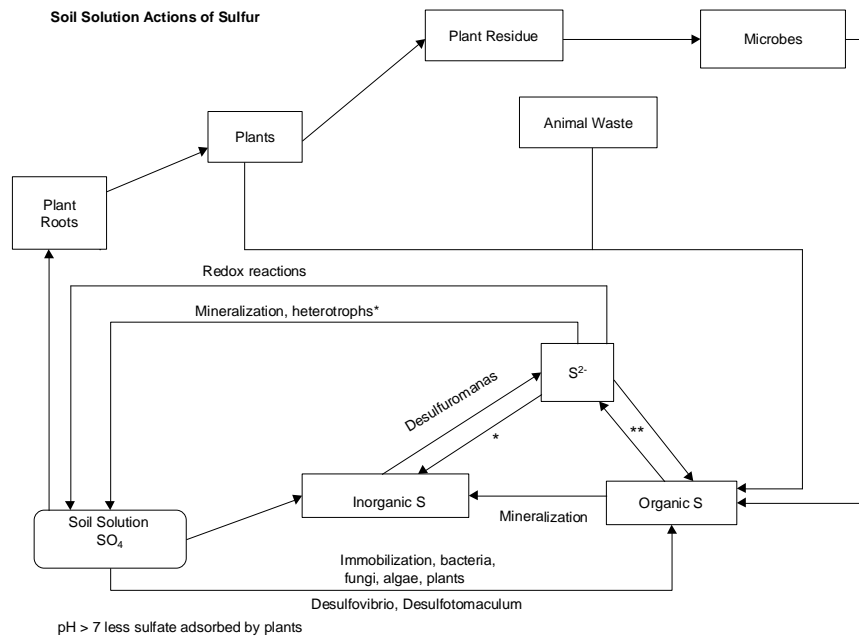 Soil Solution Actions of Sulfur
Plant Residue
Microbes
Animal Waste
Plants
Plant
Roots
Redox reactions
Mineralization, heterotrophs*
S2-
Desulfuromanas
*
**
Inorganic S
Organic S
Mineralization
Soil Solution
SO4
Immobilization, bacteria,
fungi, algae, plants
Desulfovibrio, Desulfotomaculum
pH > 7 less sulfate adsorbed by plants